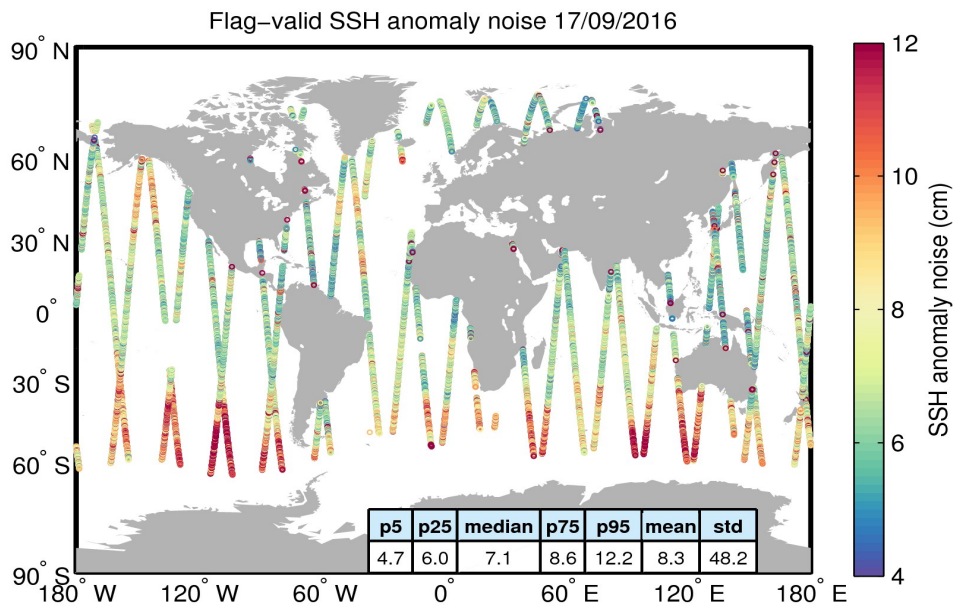 Flag−valid SSH anomaly noise 17/09/2016
90° N
60° N
30° N
0°
30° S
60° S
90° S
180° W
120° W
60° W
0°
60° E
120° E
180° E
p5 p25 median p75 p95 mean std
4.7 6.0 7.1 8.6 12.2 8.3 48.2
12
10
8
6
4
SSH anomaly noise (cm)